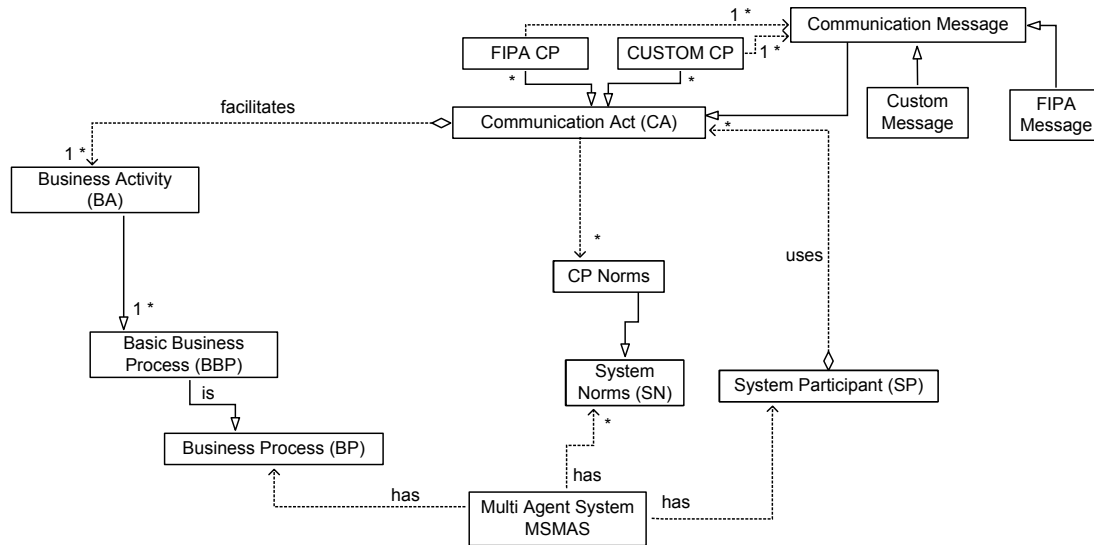 1 *
Communication Message
FIPA CP
CUSTOM CP
1 *
*
*
Custom
Message
FIPA
Message
facilitates
Communication Act (CA)
*
1 *
Business Activity
(BA)
*
uses
CP Norms
1 *
Basic Business
Process (BBP)
System
Norms (SN)
System Participant (SP)
is
*
Business Process (BP)
has
has
has
Multi Agent System
MSMAS